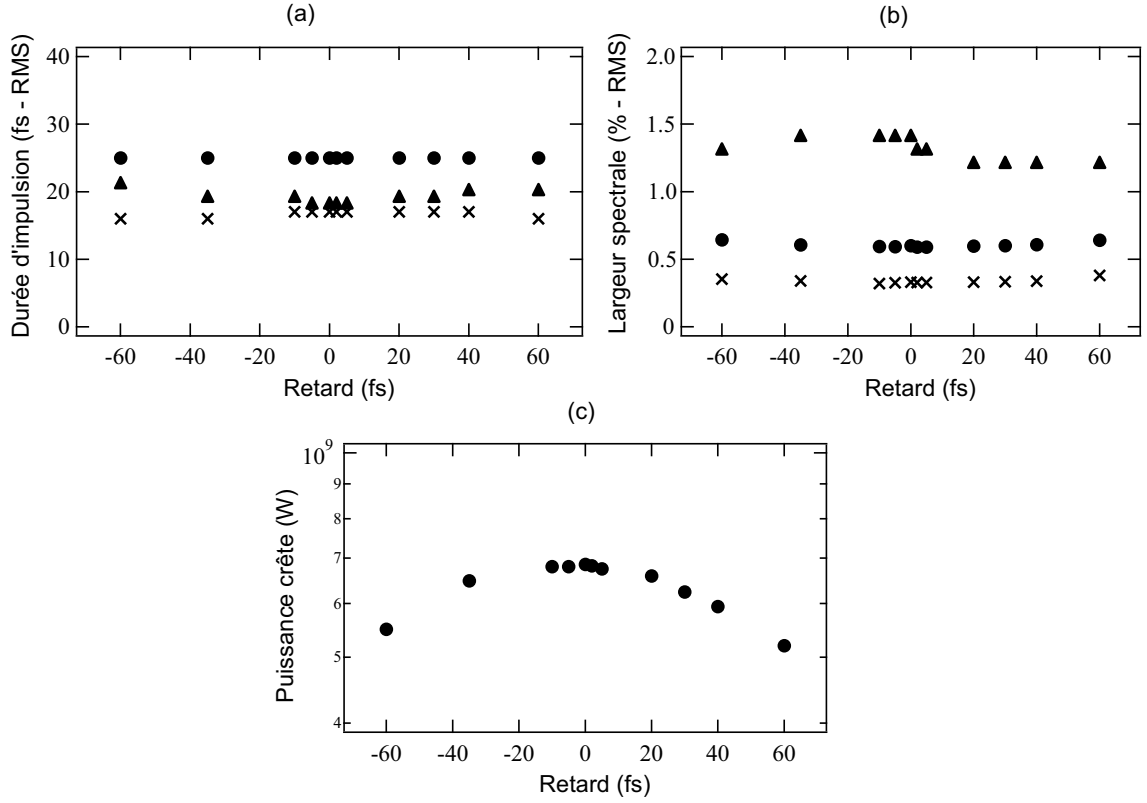 (a)
Durée d'impulsion (fs - RMS)
40
30
20
10
0
-60 -40 -20 0 20 40 60
Retard (fs)
(b)
Largeur spectrale (% - RMS)
2.0
1.5
1.0
0.5
0
-60 -40 -20 0 20 40 60
Retard (fs)
(c)
Puissance crête (W)
10⁹
9
8
7
6
5
4
-60 -40 -20 0 20 40 60
Retard (fs)